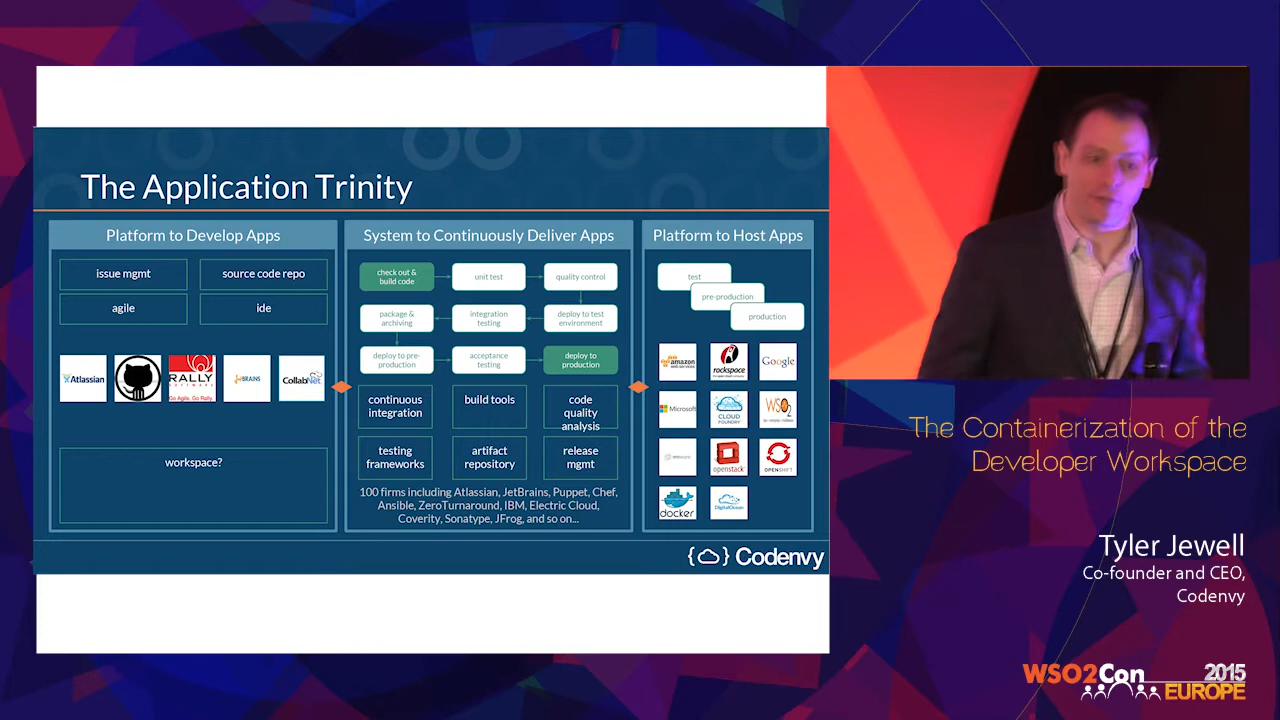 The Application Trinity
Platform to Develop Apps
issue mgmt
source code repo
agile
ide
Atlassian
RALLY
SOFTWARE
Go Agile. Go Rally.
BRAINS
CollabNet
workspace?
System to Continuously Deliver Apps
check out &
build code
unit test
quality control
package &
archiving
integration
testing
deploy to test
environment
deploy to pre-
production
acceptance
testing
deploy to
production
continuous
integration
build tools
code
quality
analysis
testing
frameworks
artifact
repository
release
mgmt
100 firms including Atlassian, JetBrains, Puppet, Chef,
Ansible, ZeroTurnaround, IBM, Electric Cloud,
Coverity, Sonatype, JFrog, and so on...
Platform to Host Apps
test
pre-production
production
amazon
web services
rackspace
Google
Microsoft
CLOUD
FOUNDRY
WSO2
vmware
openstack
OPENSHIFT
docker
DigitalOcean
{ } Codenvy
The Containerization of the
Developer Workspace
Tyler Jewell
Co-founder and CEO,
Codenvy
WSO2Con 2015
EUROPE